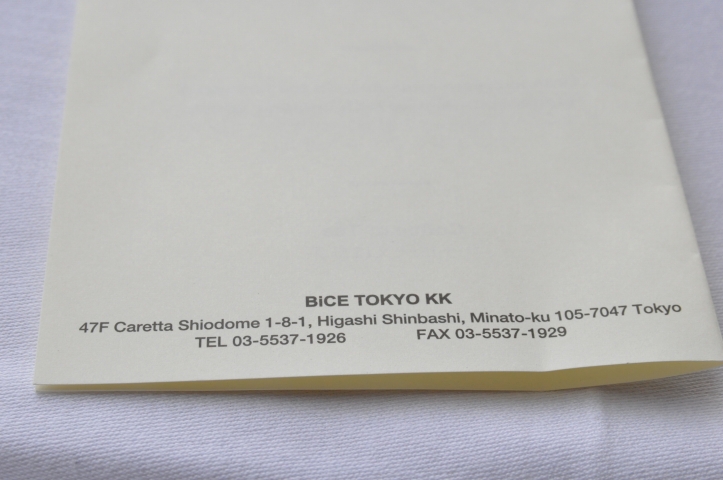 BiCE TOKYO KK
47F Caretta Shiodome 1-8-1, Higashi Shinbashi, Minato-ku 105-7047 Tokyo
TEL 03-5537-1926 FAX 03-5537-1929